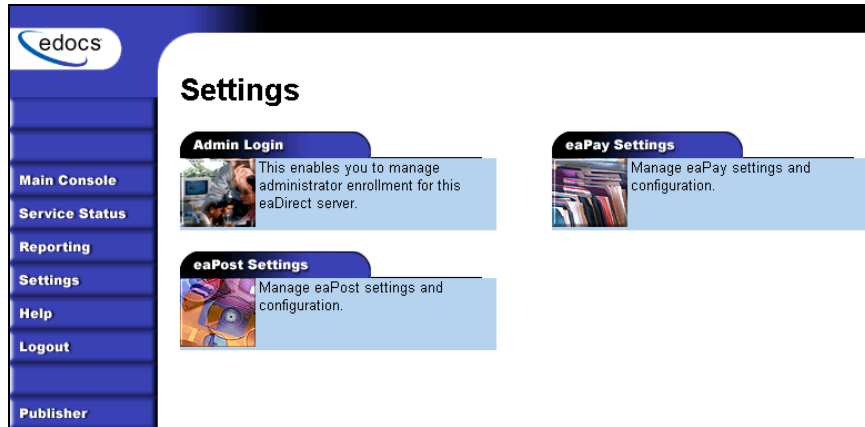 edocs
Settings
Admin Login
This enables you to manage
administrator enrollment for this
eaDirect server.
eaPay Settings
Manage eaPay settings and
configuration.
eaPost Settings
Manage eaPost settings and
configuration.
Main Console
Service Status
Reporting
Settings
Help
Logout
Publisher